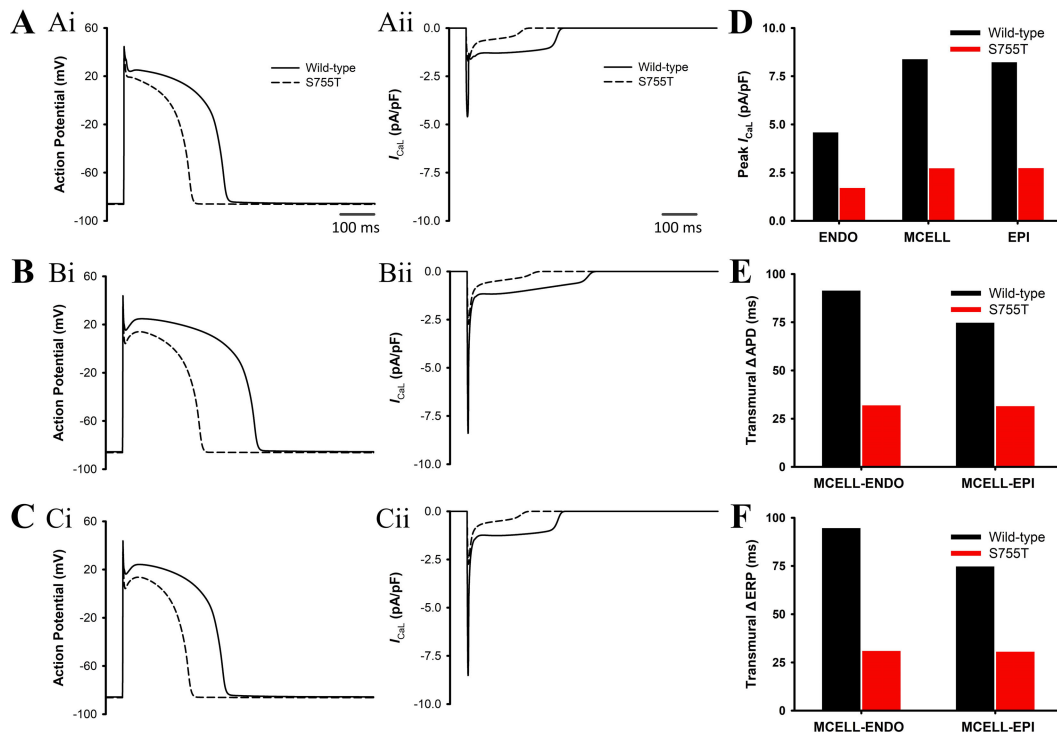 A
Ai
Action Potential (mV)
60
20
-20
-60
-100
Wild-type
S755T
100 ms
Aii
I_CaL (pA/pF)
0.0
-2.5
-5.0
-7.5
-10.0
Wild-type
S755T
100 ms
B
Bi
Action Potential (mV)
60
20
-20
-60
-100
Bii
I_CaL (pA/pF)
0.0
-2.5
-5.0
-7.5
-10.0
C
Ci
Action Potential (mV)
60
20
-20
-60
-100
Cii
I_CaL (pA/pF)
0.0
-2.5
-5.0
-7.5
-10.0
D
Peak I_CaL (pA/pF)
10.0
7.5
5.0
2.5
0.0
Wild-type
S755T
ENDO MCELL EPI
E
Transmural Δ APD (ms)
100
75
50
25
0
Wild-type
S755T
MCELL-ENDO MCELL-EPI
F
Transmural Δ ERP (ms)
100
75
50
25
0
Wild-type
S755T
MCELL-ENDO MCELL-EPI